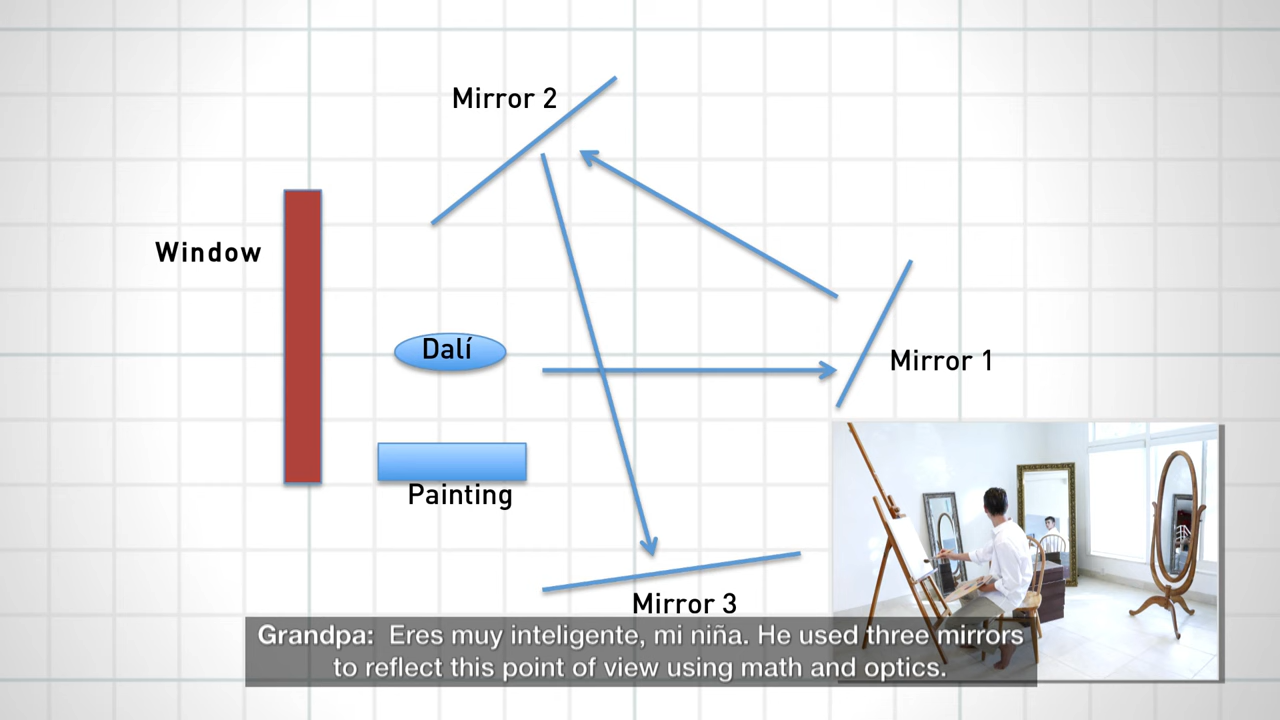 Mirror 2
Window
Dalí
Mirror 1
Painting
Mirror 3
Grandpa: Eres muy inteligente, mi niña. He used three mirrors
to reflect this point of view using math and optics.